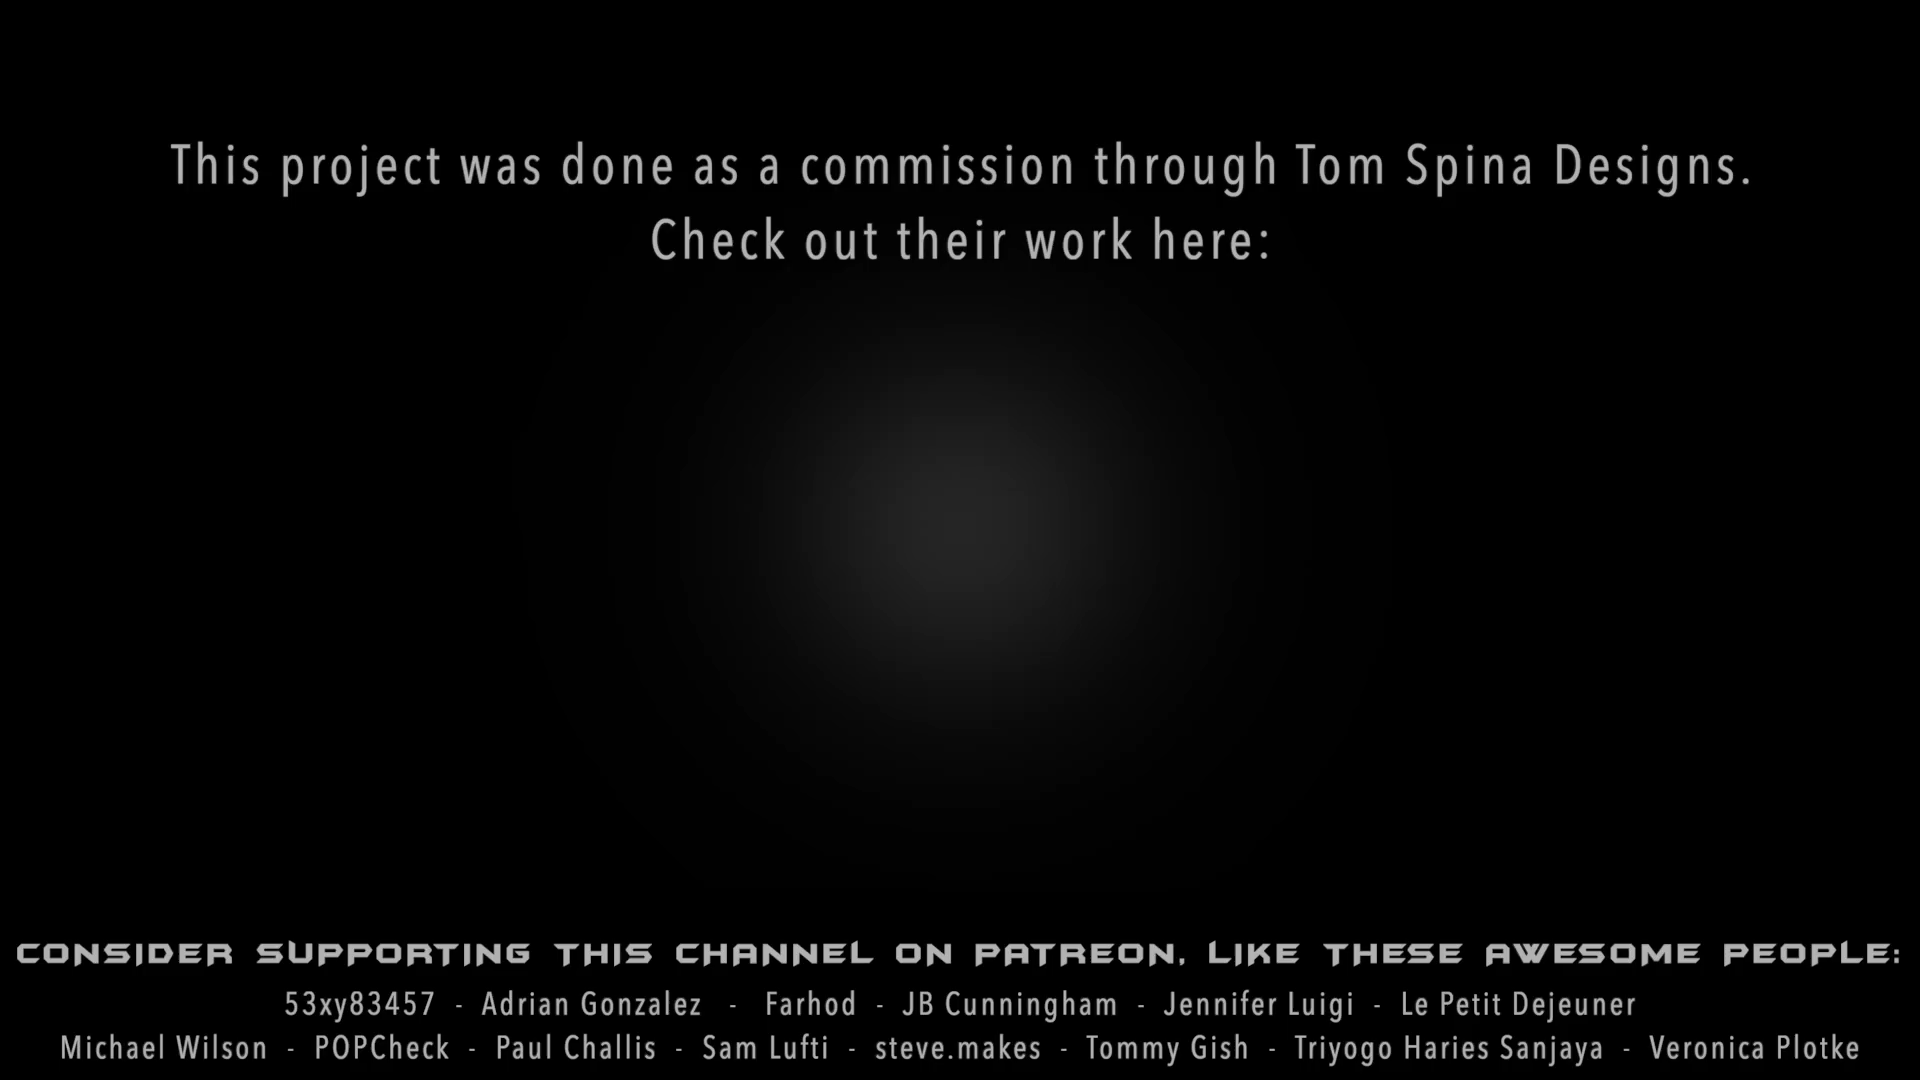 This project was done as a commission through Tom Spina Designs.
Check out their work here:
CONSIDER SUPPORTING THIS CHANNEL ON PATREON, LIKE THESE AWESOME PEOPLE:
53xy83457 - Adrian Gonzalez - Farhod - JB Cunningham - Jennifer Luigi - Le Petit Dejeuner
Michael Wilson - POPCheck - Paul Challis - Sam Lufti - steve.makes - Tommy Gish - Triyogo Haries Sanjaya - Veronica Plotke